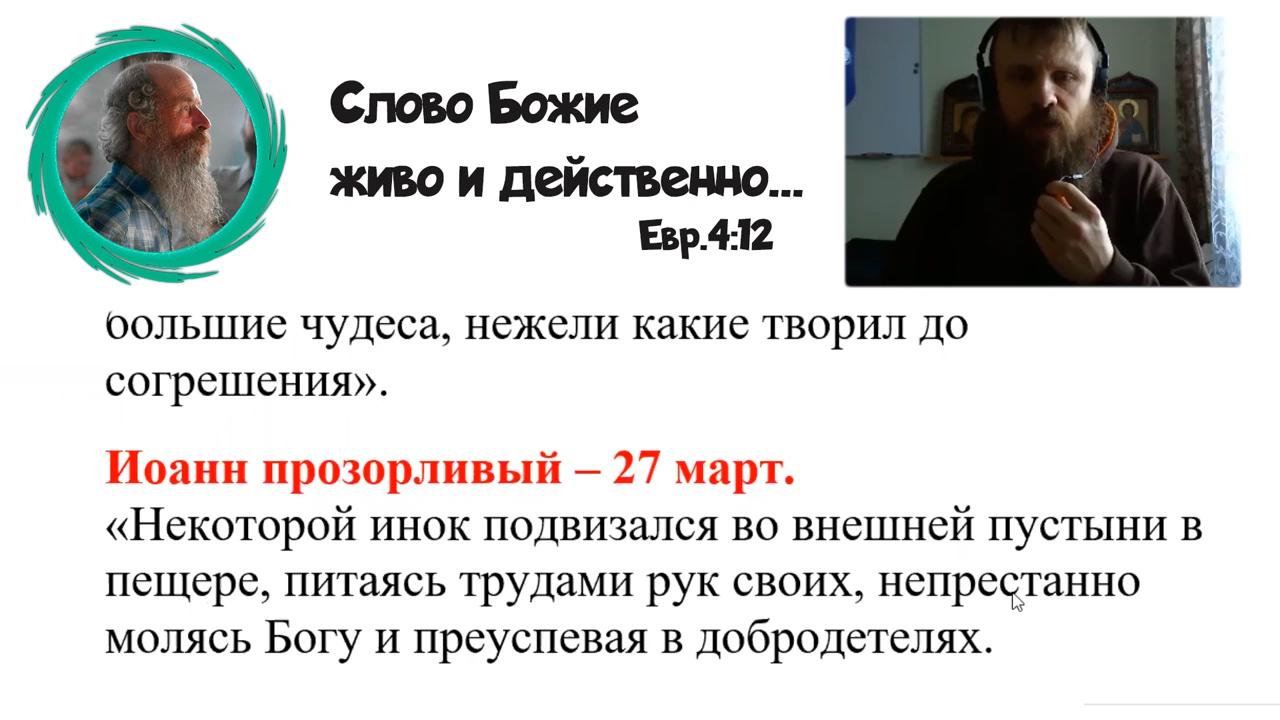 Слово Божие
живо и действенно...
Евр.4:12
большие чудеса, нежели какие творил до
согрешения».
Иоанн прозорливый – 27 март.
«Некоторой инок подвизался во внешней пустыни в
пещере, питаясь трудами рук своих, непрестанно
молясь Богу и преуспевая в добродетелях.